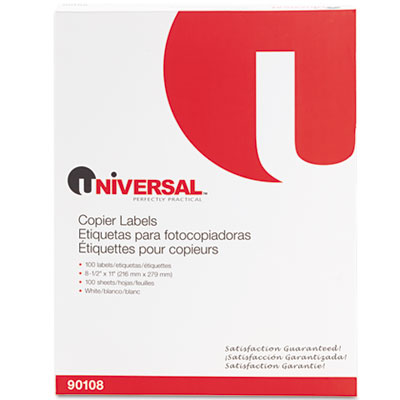 UNIVERSAL™
PERFECTLY PRACTICAL
Copier Labels
Etiquetas para fotocopiadoras
Étiquettes pour copieurs
• 100 labels/etiquetas/étiquettes
• 8-1/2" x 11" (216 mm x 279 mm)
• 100 sheets/hojas/feuilles
• White/blanco/blanc
Satisfaction Guaranteed!
¡Satisfacción Garantizada!
Satisfaction Garantie!
90108